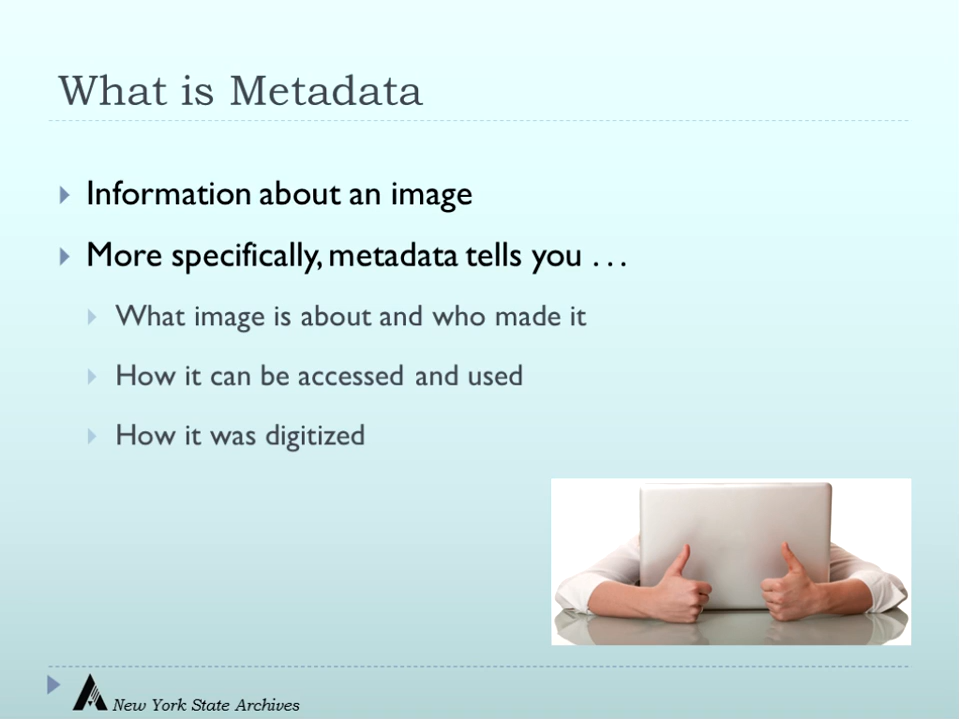 What is Metadata
Information about an image
More specifically, metadata tells you . . .
What image is about and who made it
How it can be accessed and used
How it was digitized
New York State Archives